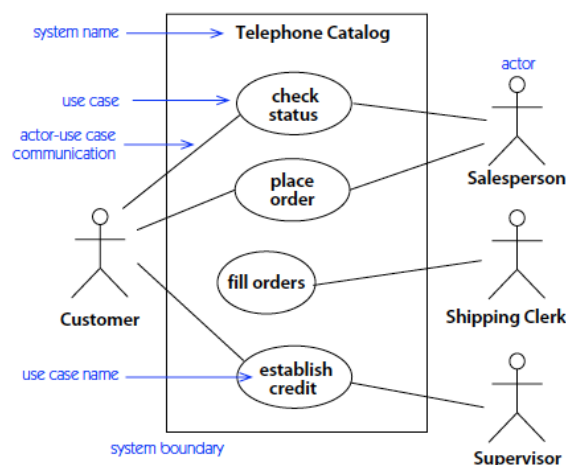 system name
Telephone Catalog
actor
use case
check
status
actor-use case
communication
place
order
Salesperson
fill orders
Customer
Shipping Clerk
use case name
establish
credit
system boundary
Supervisor